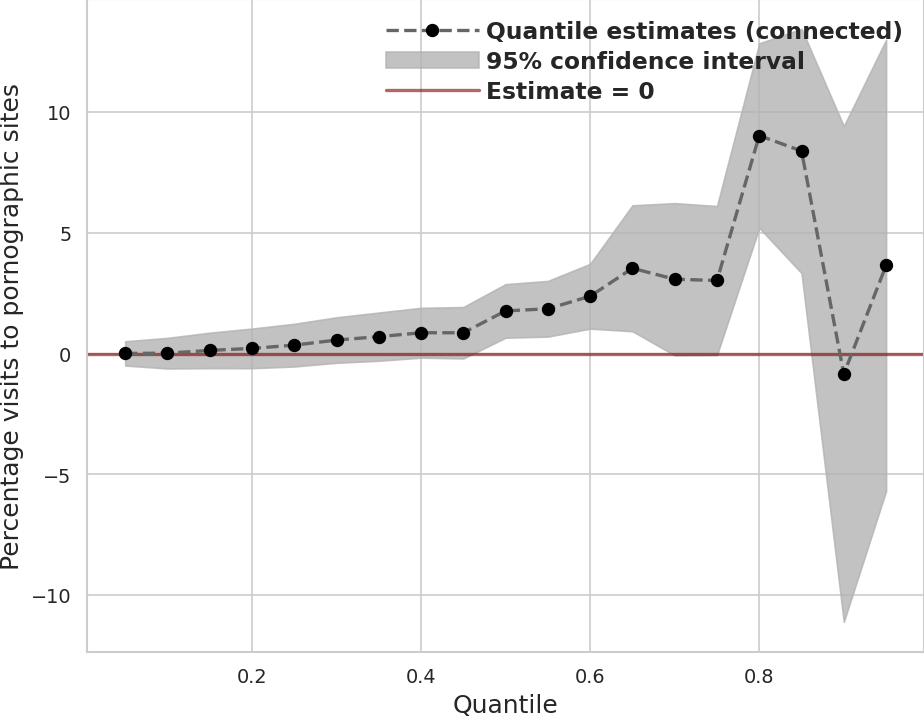 Quantile estimates (connected)
95% confidence interval
Estimate = 0
Percentage visits to pornographic sites
10
5
0
−5
−10
0.2
0.4
0.6
0.8
Quantile